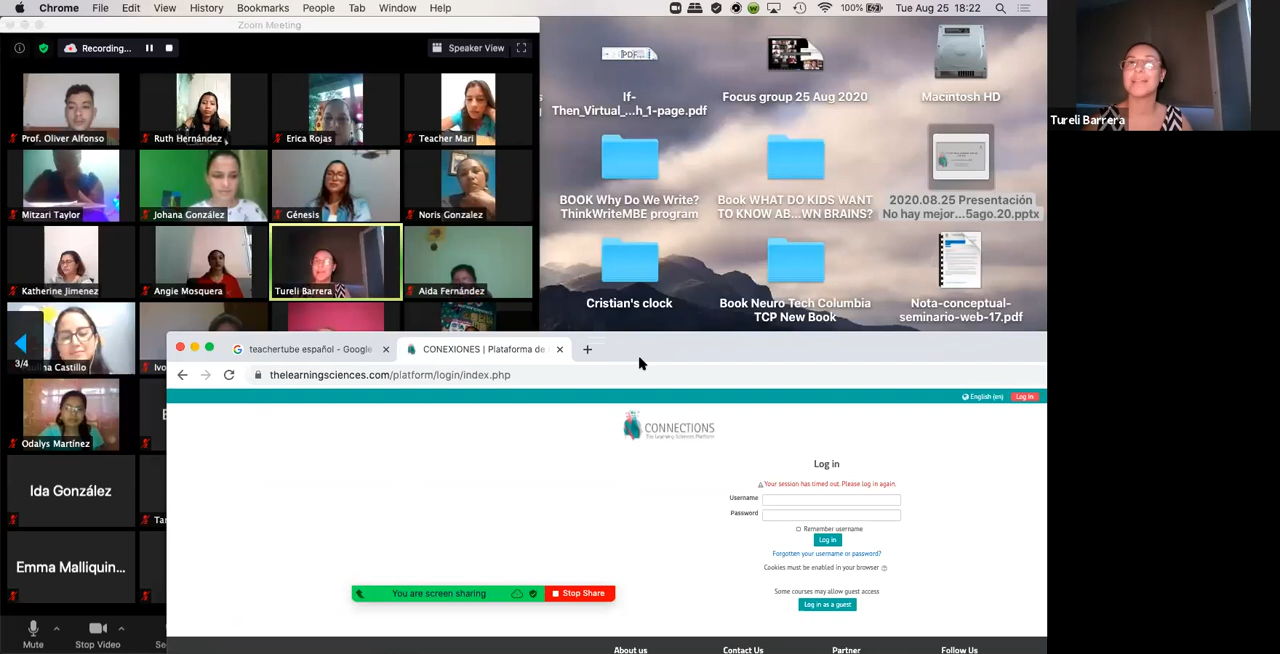 Chrome File Edit View History Bookmarks People Tab Window Help
100% Tue Aug 25 18:22
Zoom Meeting
Recording...
Speaker View
Prof. Oliver Alfonso
Ruth Hernández
Erica Rojas
Teacher Mari
Mitzari Taylor
Johana González
Génesis
Noris Gonzalez
Katherine Jimenez
Angie Mosquera
Tureli Barrera
Aida Fernández
3/4
Castillo
Odalys Martínez
Ida González
Emma Malliquin...
Mute
Stop Video
PDF
If-
Then_Virtual_...h_1-page.pdf
Focus group 25 Aug 2020
Macintosh HD
BOOK Why Do We Write?
ThinkWriteMBE program
Book WHAT DO KIDS WANT
TO KNOW AB...WN BRAINS?
2020.08.25 Presentación
No hay mejor...5ago.20.pptx
Cristian's clock
Book Neuro Tech Columbia
TCP New Book
Nota-conceptual-
seminario-web-17.pdf
Tureli Barrera
teachertube español - Google
CONEXIONES | Plataforma de
thelearningsciences.com/platform/login/index.php
English (en)
Log in
CONNECTIONS
The Learning Sciences Platform
Log in
Your session has timed out. Please log in again.
Username
Password
Remember username
Log in
Forgotten your username or password?
Cookies must be enabled in your browser
Some courses may allow guest access
Log in as a guest
You are screen sharing
Stop Share
About us
Contact Us
Partner
Follow Us